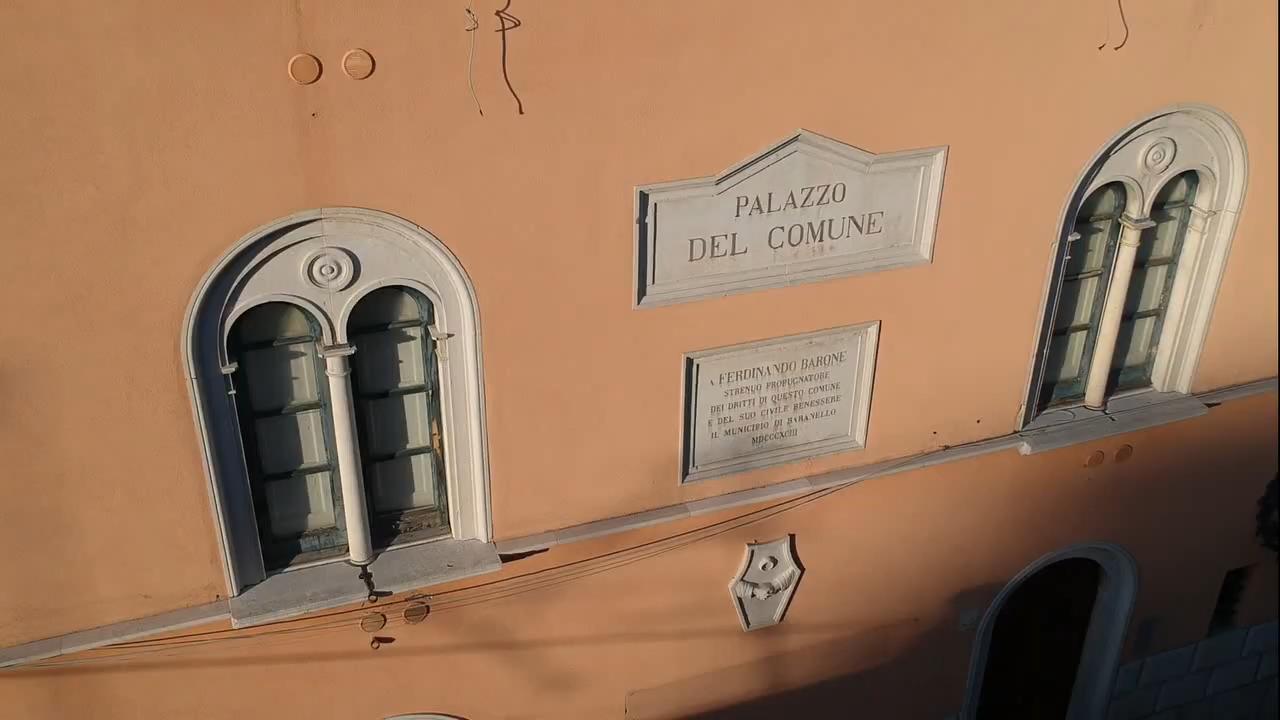 PALAZZO
DEL COMUNE
A FERDINANDO BARONE
STRENUO PROPUGNATORE
DEI DRITTI DI QUESTO COMUNE
E DEL SUO CIVILE BENESSERE
IL MUNICIPIO DI BARANELLO
MDCCCXCIII